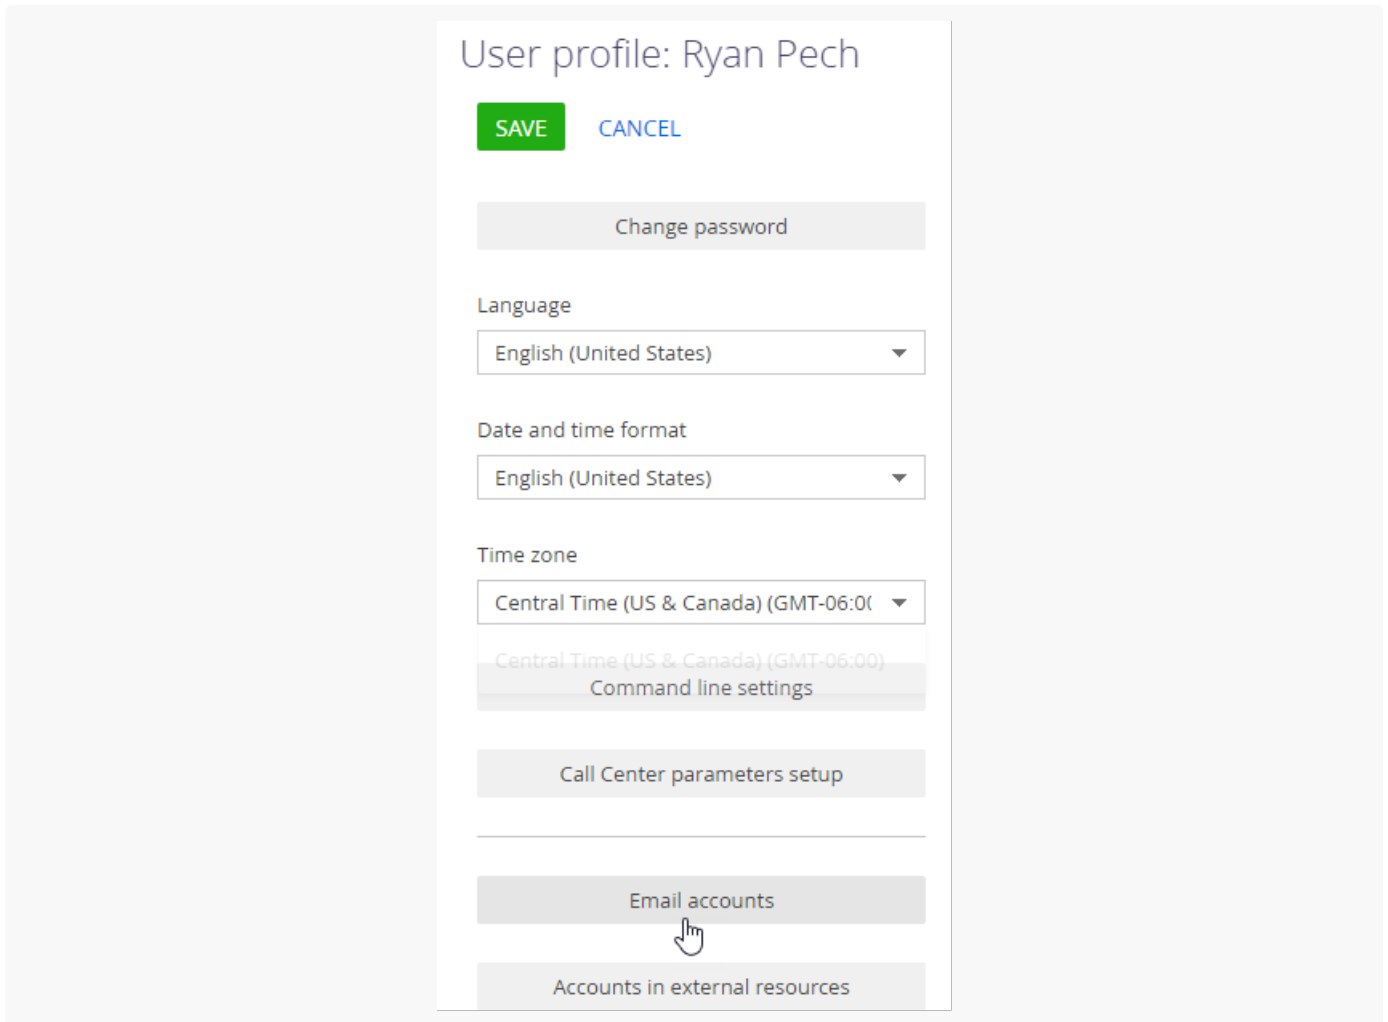 User profile: Ryan Pech
SAVE CANCEL
Change password
Language
English (United States)
Date and time format
English (United States)
Time zone
Central Time (US & Canada) (GMT-06:0(
Central Time (US & Canada) (GMT-06:00)
Command line settings
Call Center parameters setup
Email accounts
Accounts in external resources